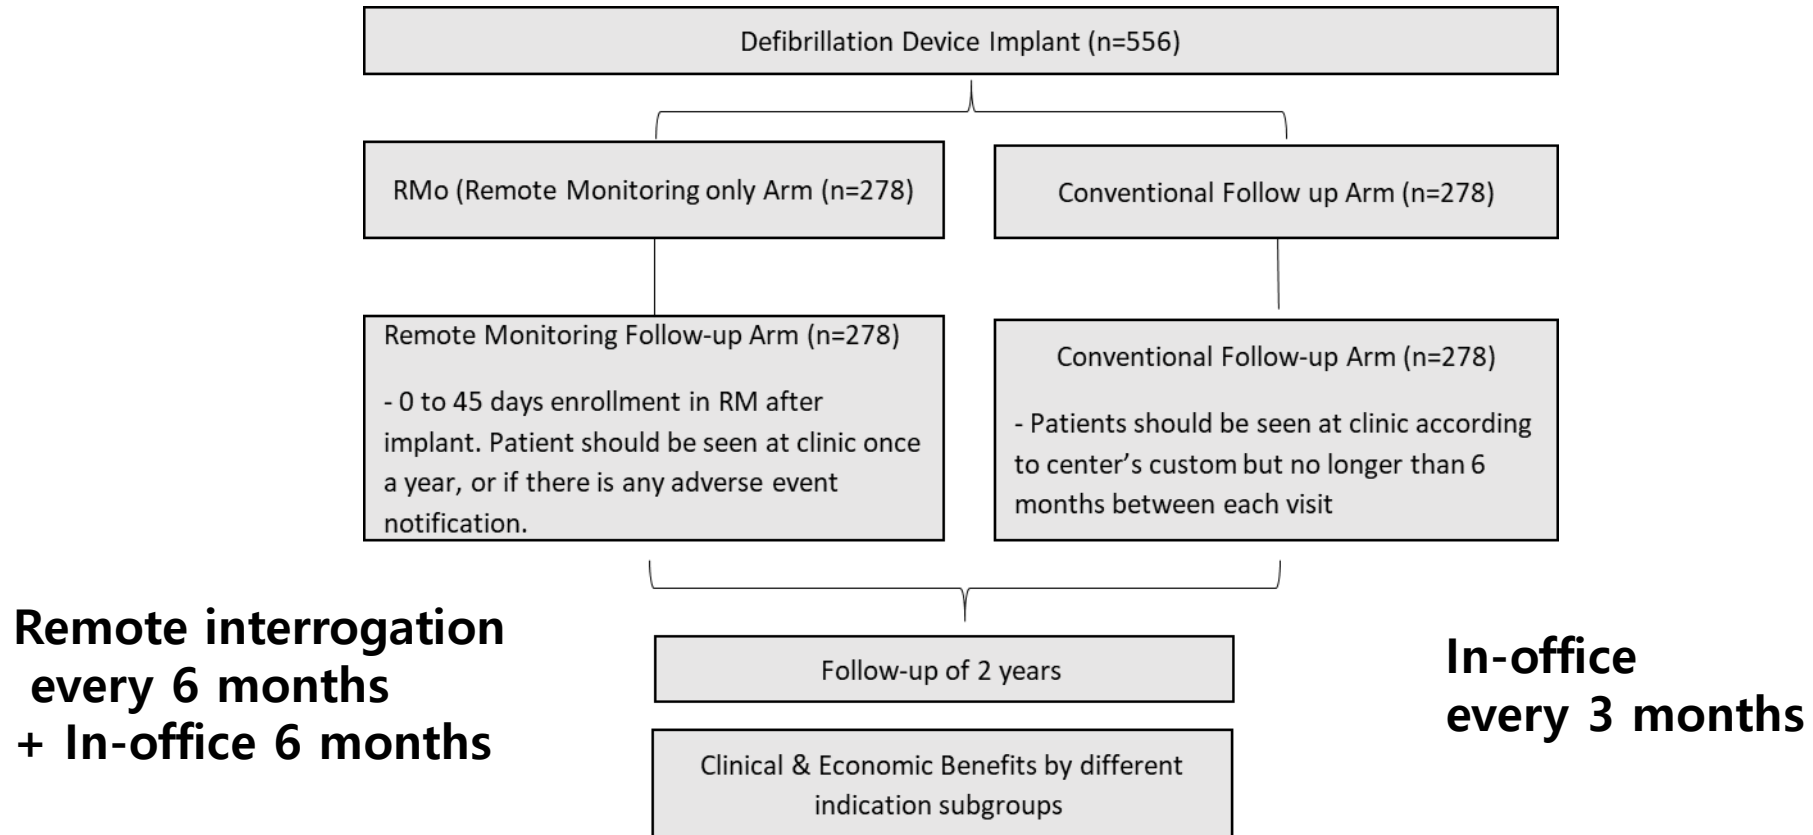 Defibrillation Device Implant (n=556)
RMo (Remote Monitoring only Arm (n=278)
Conventional Follow up Arm (n=278)
Remote Monitoring Follow-up Arm (n=278)
- 0 to 45 days enrollment in RM after
implant. Patient should be seen at clinic once
a year, or if there is any adverse event
notification.
Conventional Follow-up Arm (n=278)
- Patients should be seen at clinic according
to center’s custom but no longer than 6
months between each visit
Remote interrogation
every 6 months
+ In-office 6 months
Follow-up of 2 years
In-office
every 3 months
Clinical & Economic Benefits by different
indication subgroups